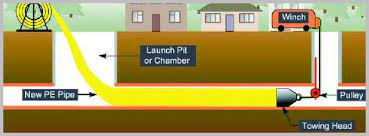 Winch
Launch Pit
or Chamber
New PE Pipe
Pulley
Towing Head